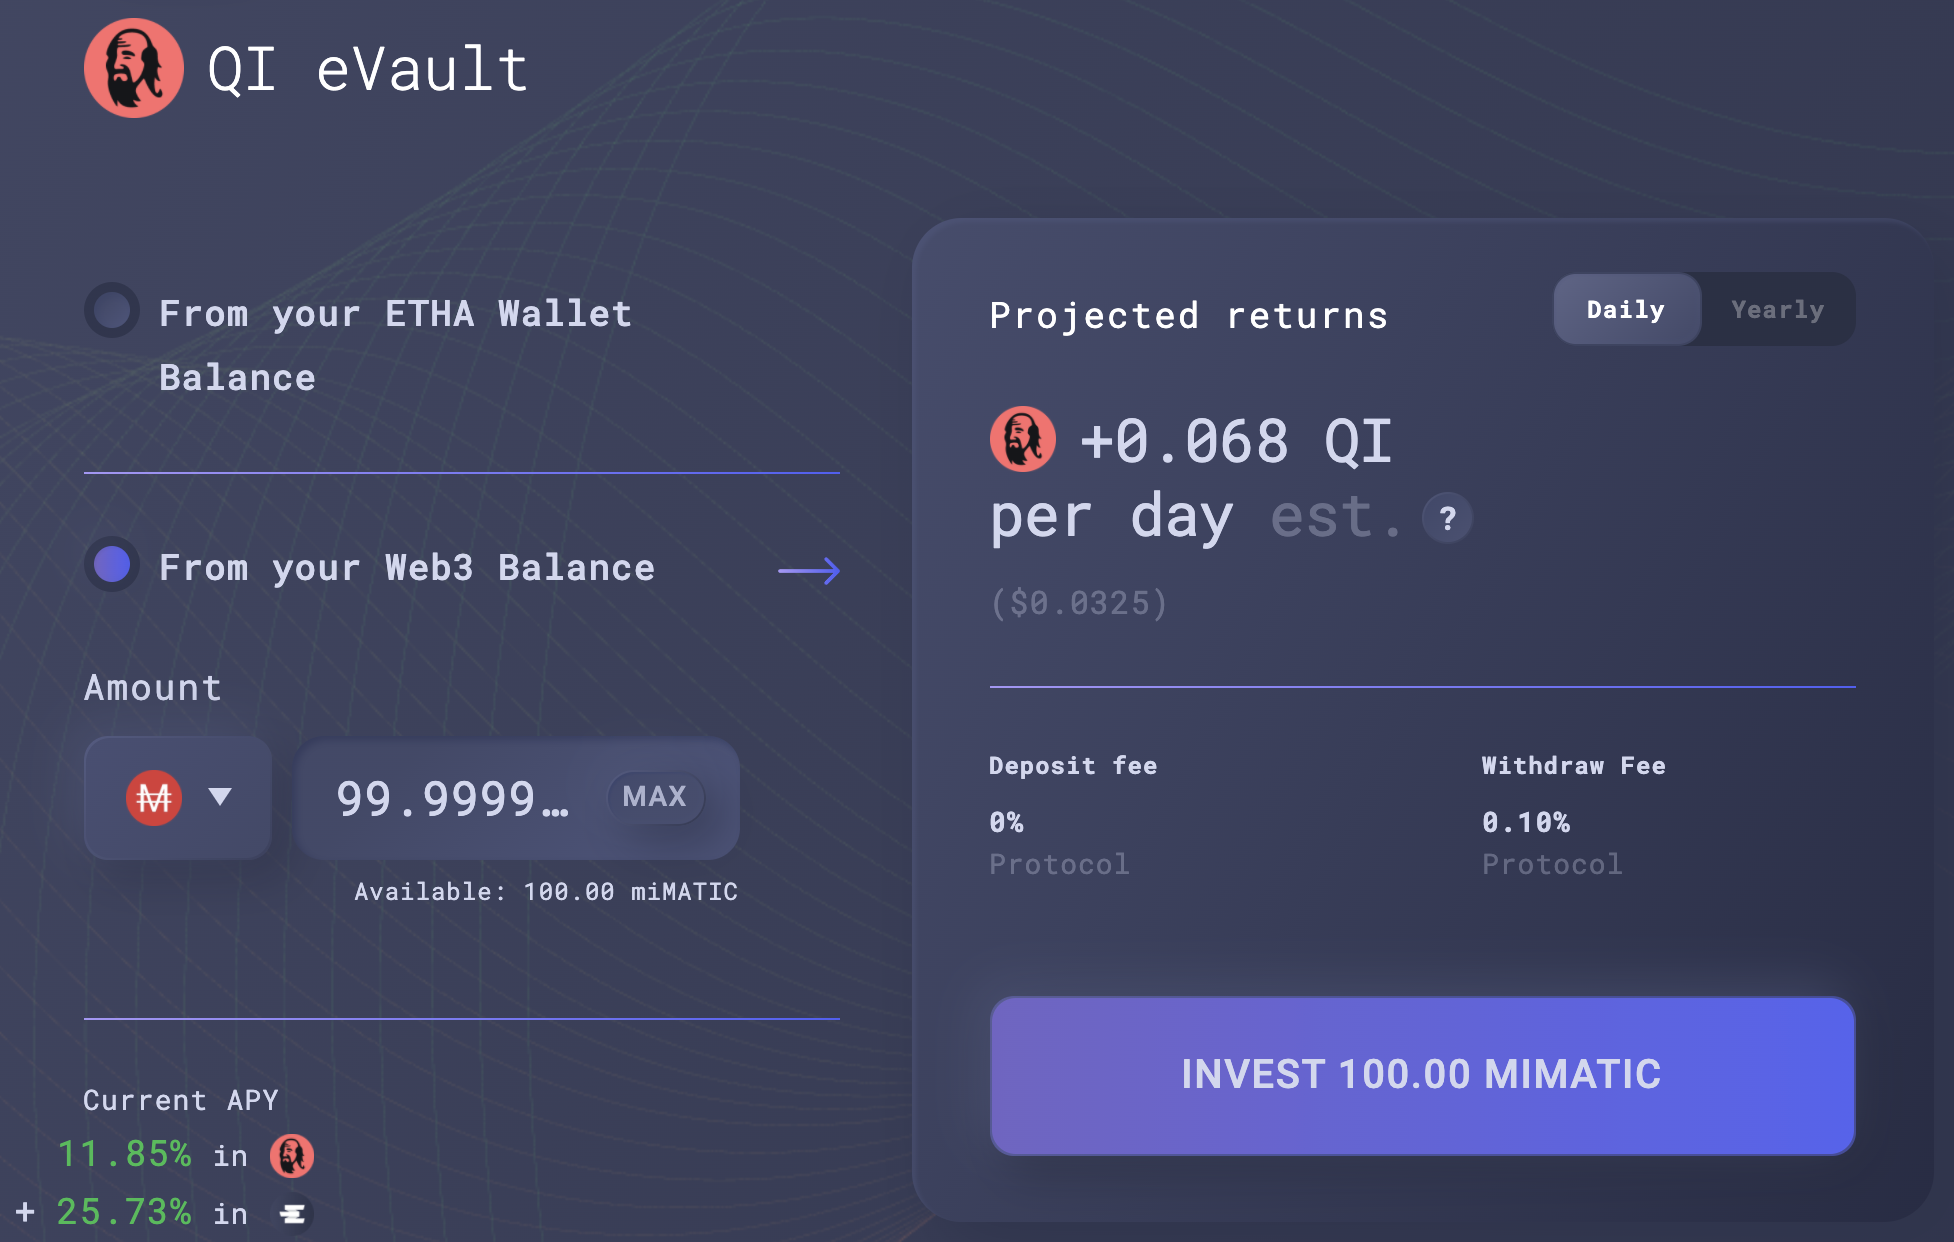 QI eVault
From your ETHA Wallet
Balance
From your Web3 Balance
Amount
99.9999… MAX
Available: 100.00 miMATIC
Current APY
11.85% in
+ 25.73% in
Projected returns
Daily Yearly
+0.068 QI
per day est. ?
($0.0325)
Deposit fee
0%
Protocol
Withdraw Fee
0.10%
Protocol
INVEST 100.00 MIMATIC